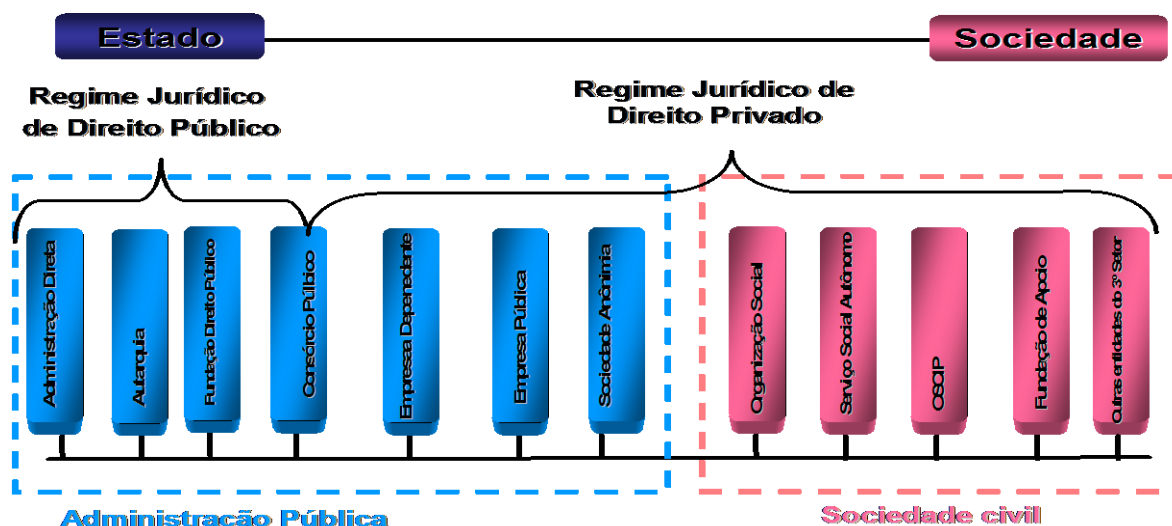 Estado
Sociedade
Regime Jurídico
de Direito Público
Regime Jurídico de
Direito Privado
Administração Direta
Autarquia
Fundação Direito Público
Consórcio Público
Empresa Depenedente
Empresa Pública
Sociedade Anônimia
Organização Social
Serviço Social Autônomo
OSCIP
Fundação de Apoio
Outras entidades do 3º Setor
Administração Pública
Sociedade civil